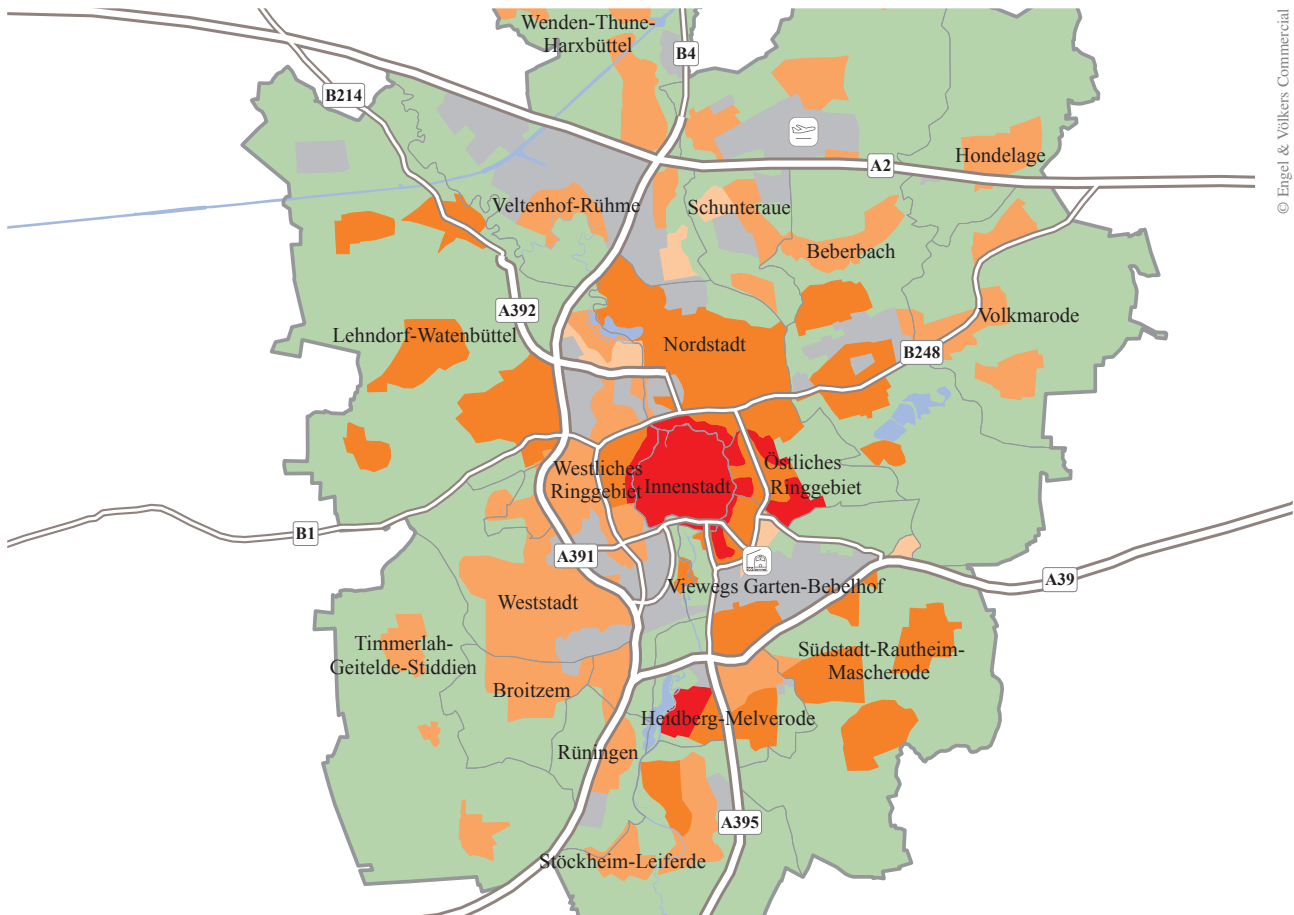 © Engel & Völkers Commercial
Wenden-Thune-
Harxbüttel
B4
B214
A2
Hondelage
Veltenhof-Rühme
Schunteraue
Beberbach
A392
Volkmarode
Lehndorf-Watenbüttel
Nordstadt
B248
Westliches
Ringgebiet
Innenstadt
Östliches
Ringgebiet
B1
A391
A39
Viewegs Garten-Bebelhof
Weststadt
Timmerlah-
Geitelde-Stiddien
Südstadt-Rautheim-
Mascherode
Broitzem
Heidberg-Melverode
Rüningen
A395
Stöckheim-Leiferde